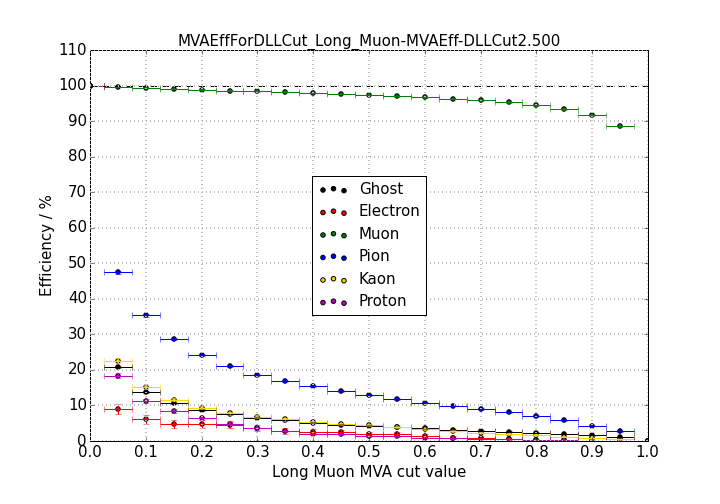 MVAEffForDLLCut_Long_Muon-MVAEff-DLLCut2.500
110
100
90
80
70
60
50
40
30
20
10
0
Efficiency / %
Ghost
Electron
Muon
Pion
Kaon
Proton
0.0 0.1 0.2 0.3 0.4 0.5 0.6 0.7 0.8 0.9 1.0
Long Muon MVA cut value